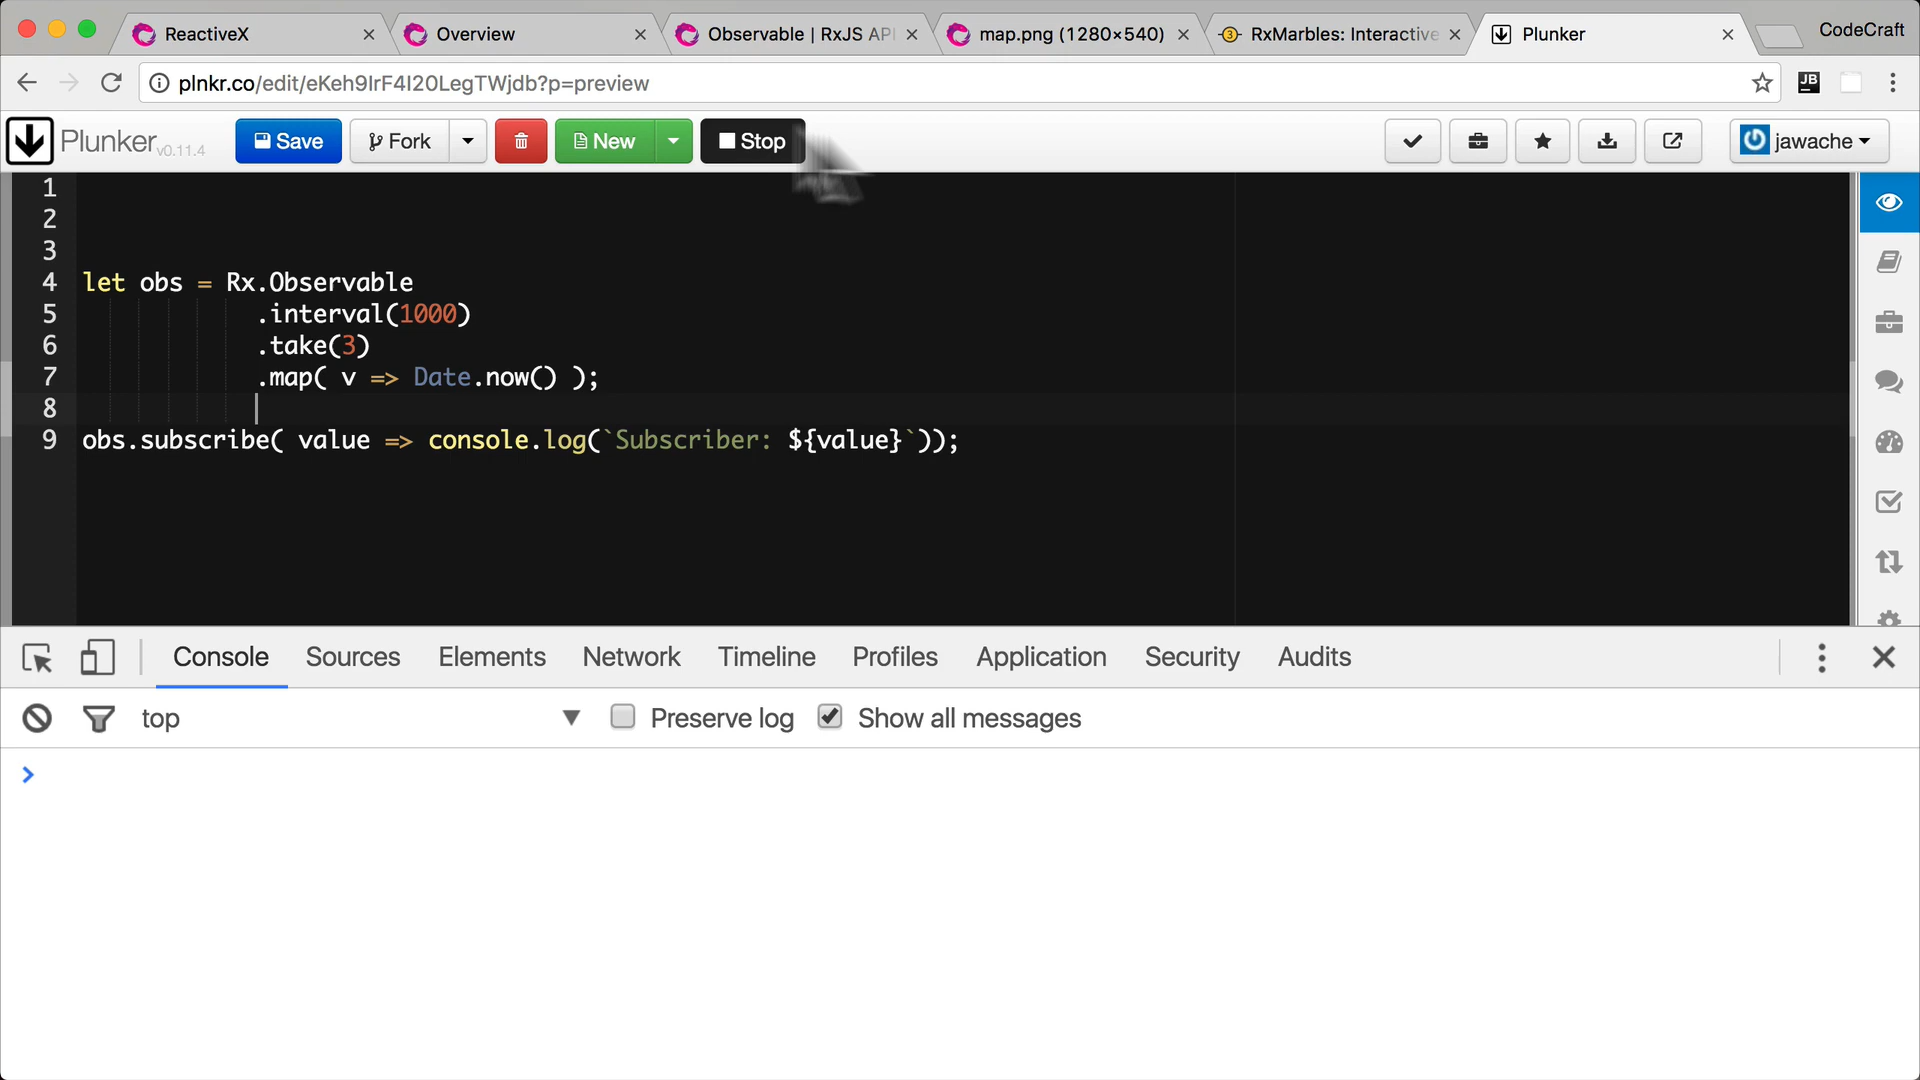 ReactiveX
Overview
Observable | RxJS API
map.png (1280×540)
RxMarbles: Interactive
Plunker
CodeCraft
plnkr.co/edit/eKeh9IrF4I20LegTWjdb?p=preview
JB
Plunker v0.11.4
Save
Fork
New
Stop
jawache
1
2
3
4 let obs = Rx.Observable
5 .interval(1000)
6 .take(3)
7 .map( v => Date.now() );
8
9 obs.subscribe( value => console.log(`Subscriber: ${value}`));
Console Sources Elements Network Timeline Profiles Application Security Audits
top
Preserve log
Show all messages